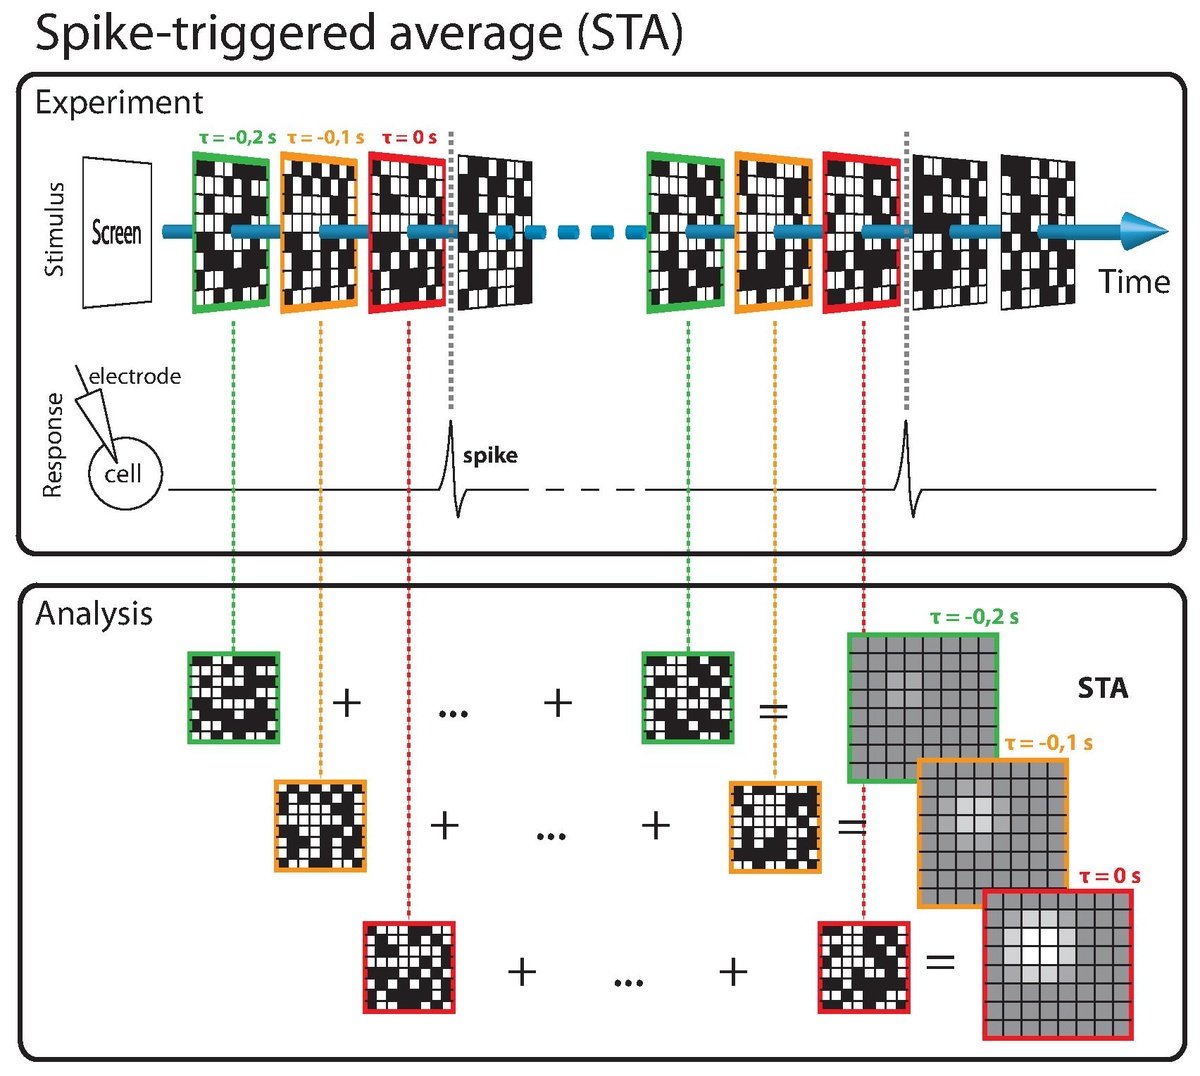 Spike-triggered average (STA)
Experiment
τ = -0,2 s
τ = -0,1 s
τ = 0 s
Stimulus
Screen
Time
Response
electrode
cell
spike
Analysis
τ = -0,2 s
+ ... + =
STA
τ = -0,1 s
+ ... + =
τ = 0 s
+ ... + =